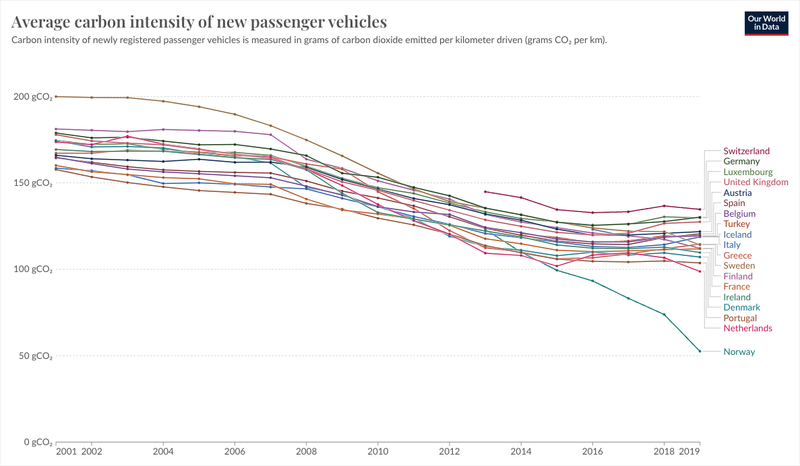 Average carbon intensity of new passenger vehicles
Carbon intensity of newly registered passenger vehicles is measured in grams of carbon dioxide emitted per kilometer driven (grams CO₂ per km).
Our World
in Data
200 gCO₂
150 gCO₂
100 gCO₂
50 gCO₂
0 gCO₂
2001 2002 2004 2006 2008 2010 2012 2014 2016 2018 2019
Switzerland
Germany
Luxembourg
United Kingdom
Austria
Spain
Belgium
Turkey
Iceland
Italy
Greece
Sweden
Finland
France
Ireland
Denmark
Portugal
Netherlands
Norway